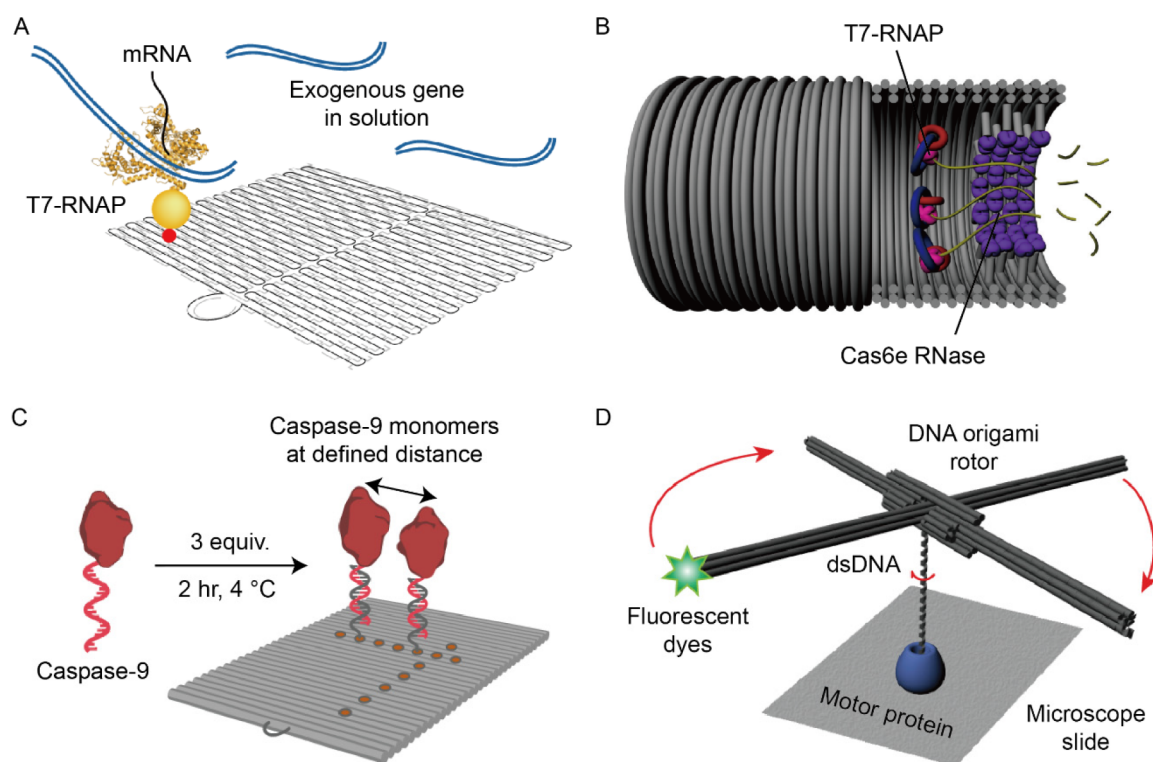 A
mRNA
Exogenous gene
in solution
T7-RNAP
B
T7-RNAP
Cas6e RNase
C
Caspase-9 monomers
at defined distance
3 equiv.
2 hr, 4 °C
Caspase-9
D
DNA origami
rotor
dsDNA
Fluorescent
dyes
Motor protein
Microscope
slide